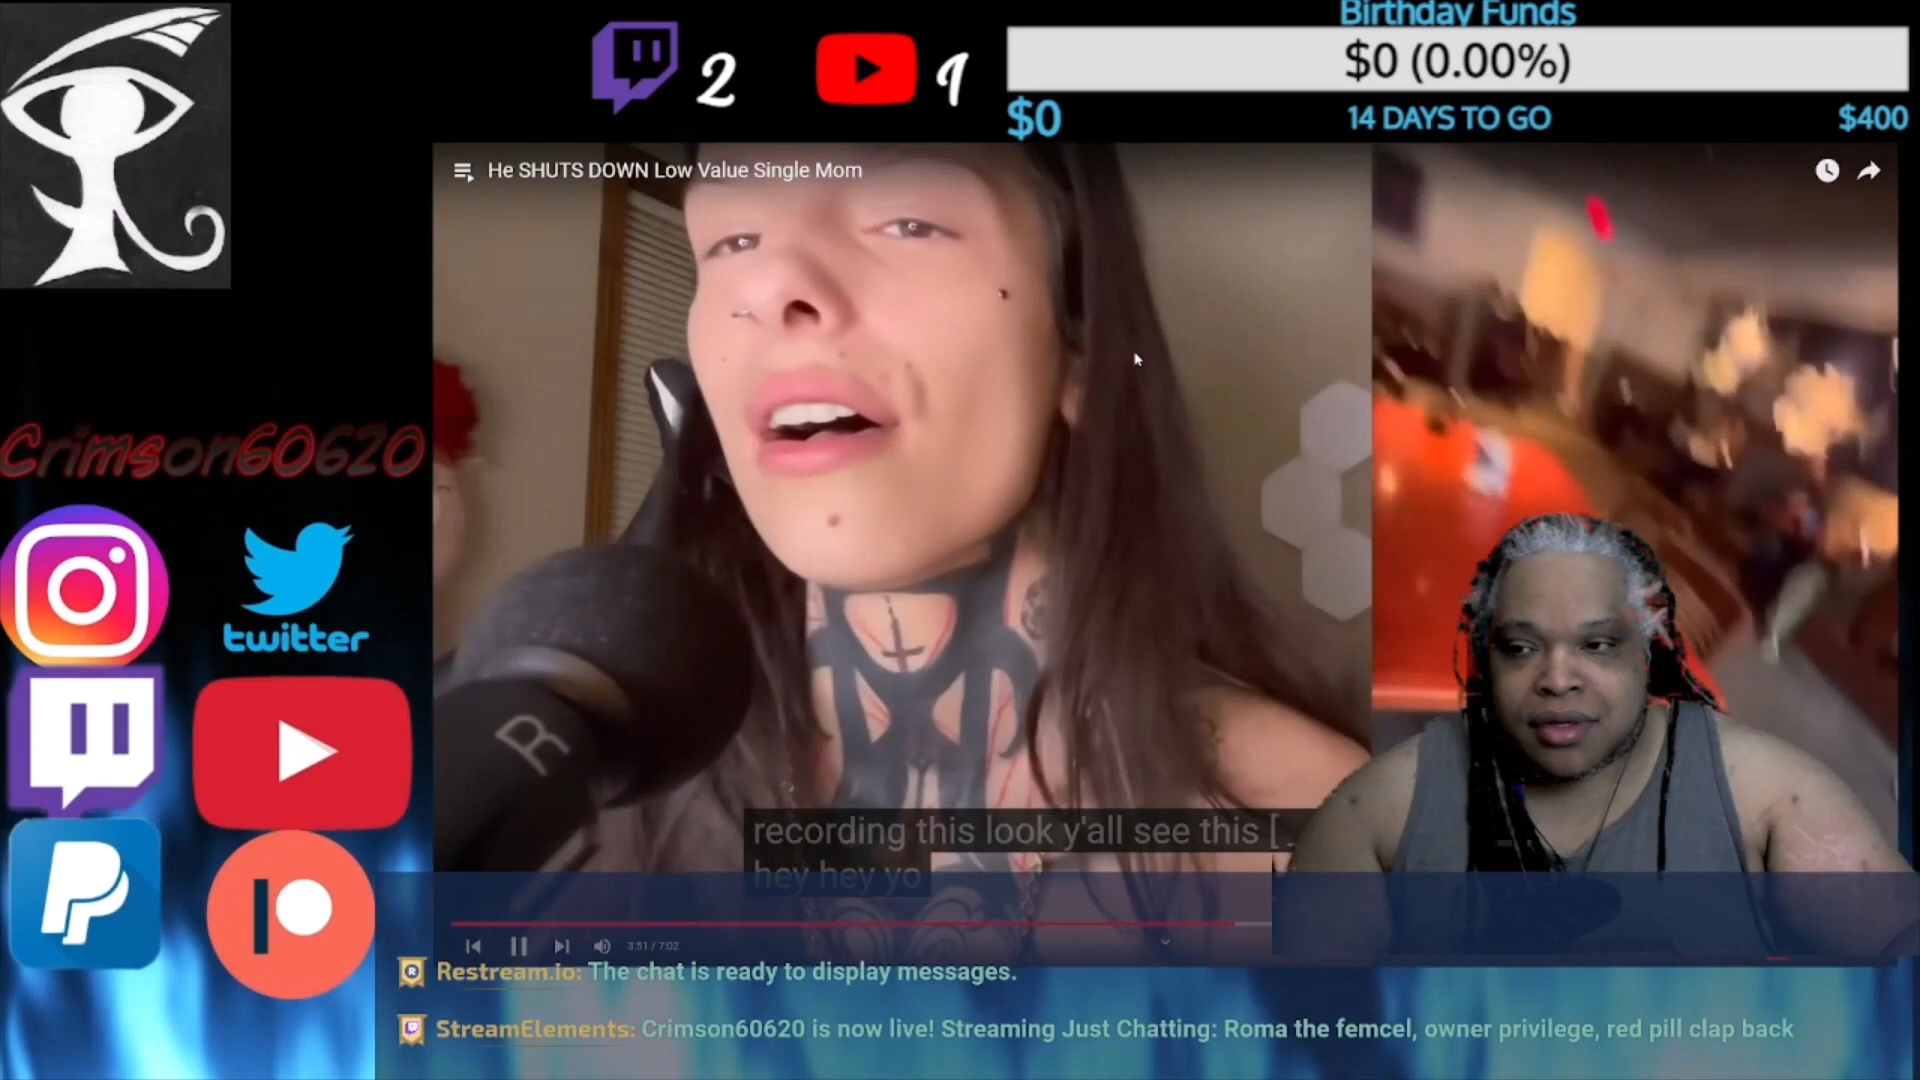 Birthday Funds
2
9
$0 (0.00%)
$0
14 DAYS TO GO
$400
He SHUTS DOWN Low Value Single Mom
Crimson60620
twitter
R
recording this look y'all see this [
hey hey yo
3:51 / 7:02
Restream.io: The chat is ready to display messages.
StreamElements: Crimson60620 is now live! Streaming Just Chatting: Roma the femcel, owner privilege, red pill clap back